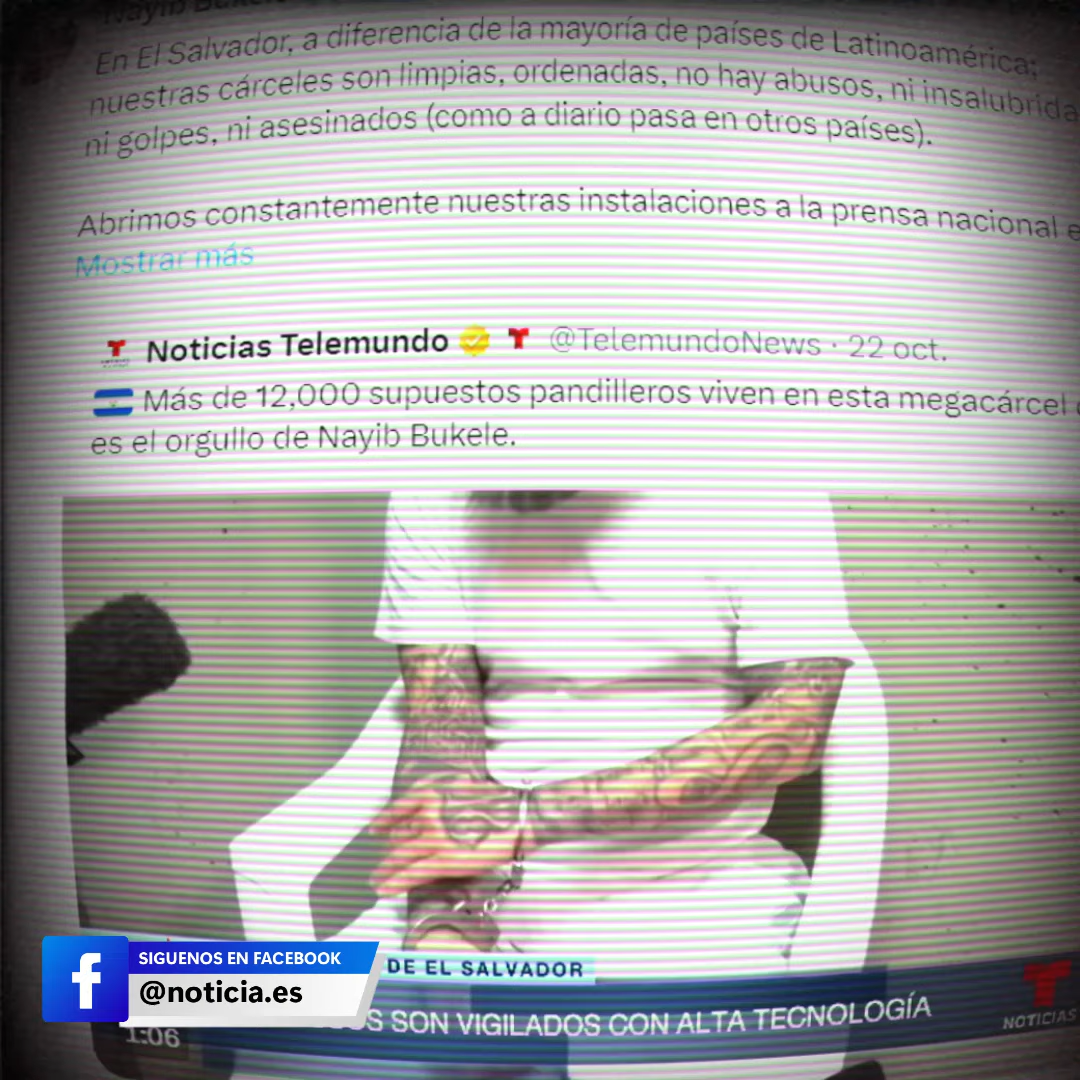 Nayib
En El Salvador, a diferencia de la mayoría de países de Latinoamérica;
nuestras cárceles son limpias, ordenadas, no hay abusos, ni
ni golpes, ni asesinados (como a diario pasa en otros países).
Abrimos constantemente nuestras instalaciones a la prensa nacional e
Mostrar más
Noticias Telemundo @TelemundoNews · 22 oct.
Más de 12,000 supuestos pandilleros viven en esta megacárcel
es el orgullo de Nayib Bukele.
SIGUENOS EN FACEBOOK
@noticia.es
DE EL SALVADOR
SON VIGILADOS CON ALTA TECNOLOGÍA
NOTICIAS
1:06